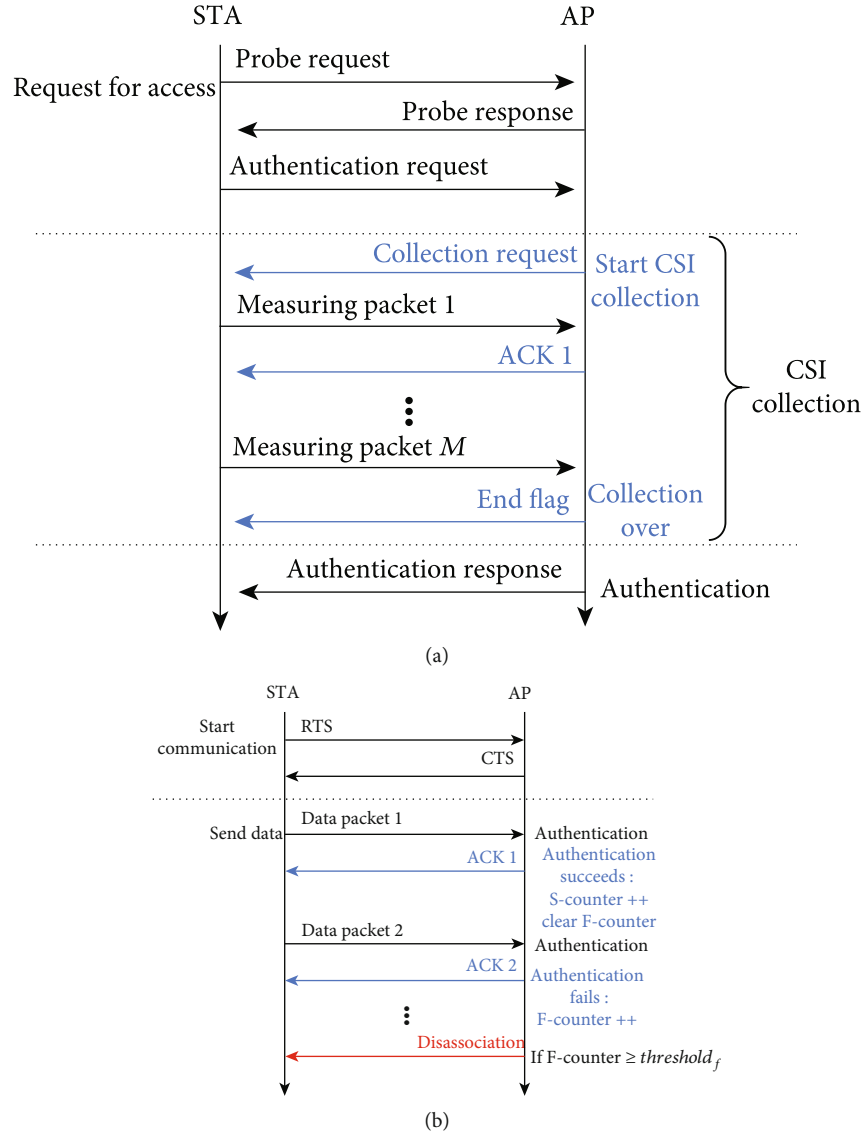 STA
AP
Probe request
Request for access
Probe response
Authentication request
Collection request
Start CSI
collection
Measuring packet 1
ACK 1
CSI
collection
Measuring packet M
End flag
Collection
over
Authentication response
Authentication
(a)
STA
AP
Start
communication
RTS
CTS
Data packet 1
Send data
Authentication
ACK 1
Authentication
succeeds :
S-counter ++
clear F-counter
Data packet 2
Authentication
ACK 2
Authentication
fails :
F-counter ++
Disassociation
If F-counter ≥ threshold_f
(b)